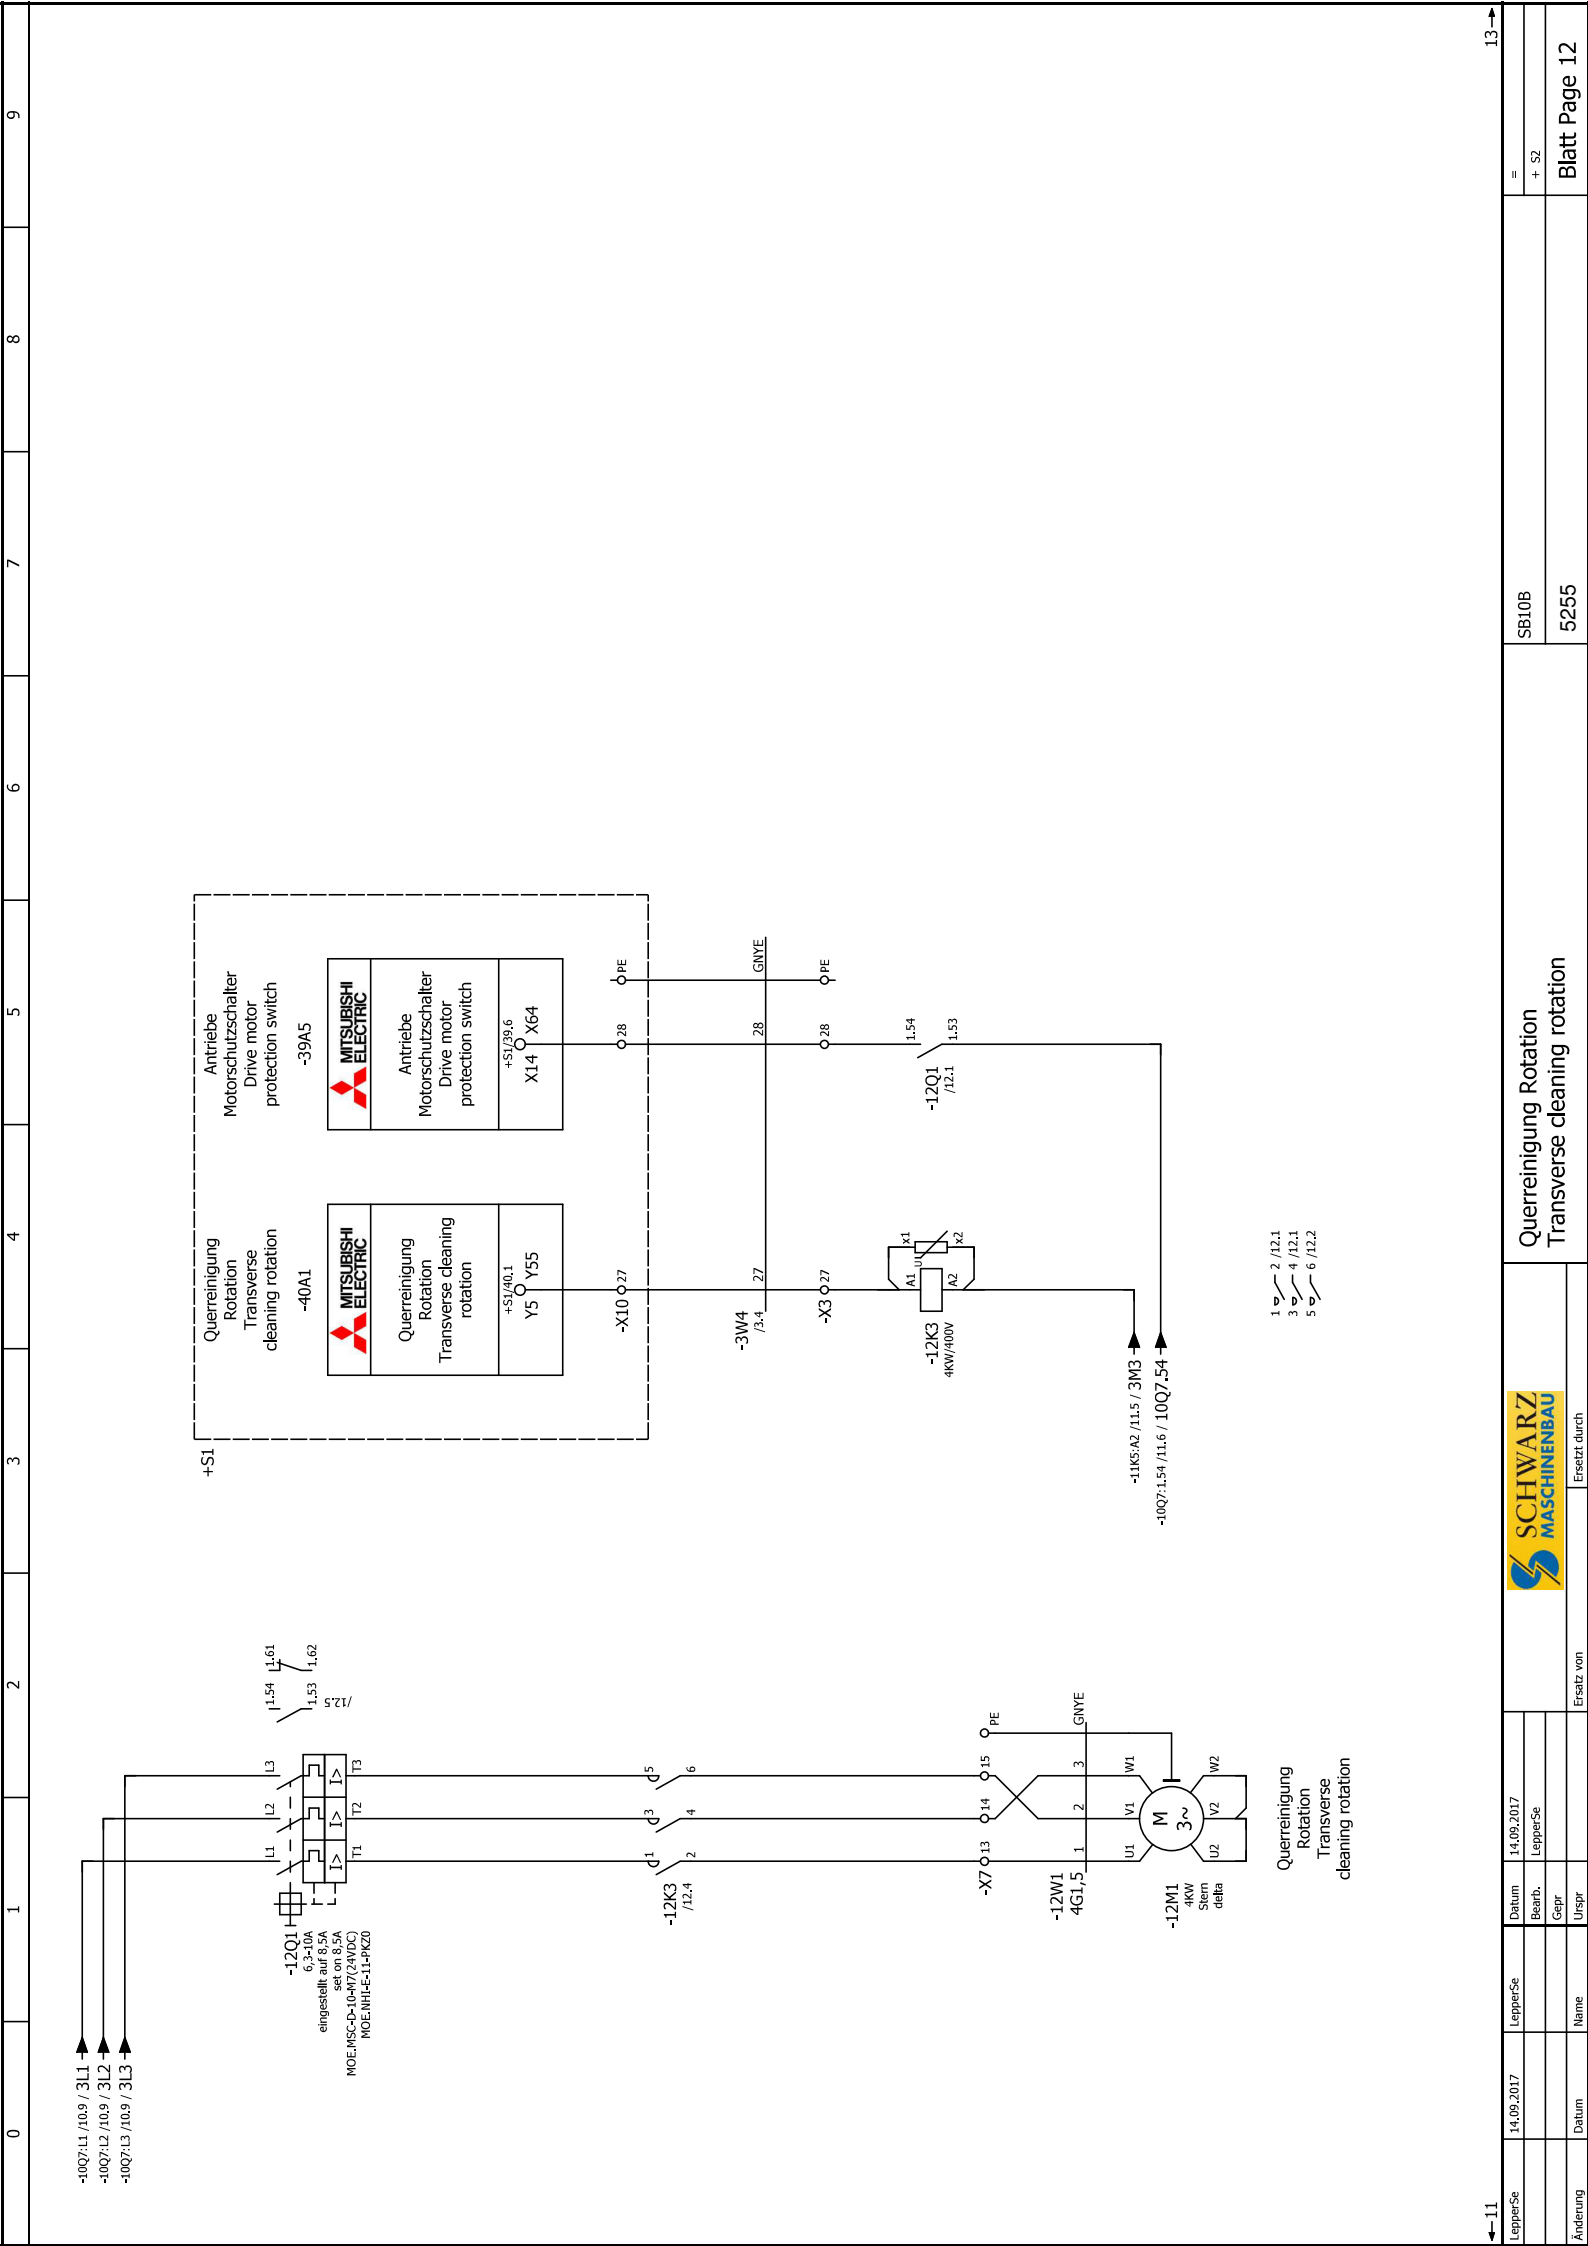 0 1 2 3 4 5 6 7 8 9
-10Q7:L1 /10.9 / 3L1
-10Q7:L2 /10.9 / 3L2
-10Q7:L3 /10.9 / 3L3
L1 L2 L3
1.54 1.61
1.53 1.62
/12.5
-12Q1
6,3-10A
eingestellt auf 8,5A
set on 8,5A
MOE.MSC-D-10-M7(24VDC)
MOE.NHI-E-11-PKZ0
I> I> I>
T1 T2 T3
-12K3
/12.4
1 3 5
2 4 6
-X7 13 14 15 PE
-12W1
4G1,5
1 2 3 GNYE
U1 V1 W1
-12M1
4KW
Stern
delta
M
3~
U2 V2 W2
Querreinigung
Rotation
Transverse
cleaning rotation
+S1
Querreinigung
Rotation
Transverse
cleaning rotation
-40A1
MITSUBISHI
ELECTRIC
Querreinigung
Rotation
Transverse cleaning
rotation
+S1/40.1
Y5 Y55
Antriebe
Motorschutzschalter
Drive motor
protection switch
-39A5
MITSUBISHI
ELECTRIC
Antriebe
Motorschutzschalter
Drive motor
protection switch
+S1/39.6
X14 X64
-X10 27 28 PE
-3W4
/3.4
27 28 GNYE
-X3 27 28 PE
-12K3
4KW/400V
A1 x1
U
A2 x2
-12Q1
/12.1
1.54
1.53
-11K5:A2 /11.5 / 3M3
-10Q7:1.54 /11.6 / 10Q7.54
1 2 /12.1
3 4 /12.1
5 6 /12.2
11
13
LepperSe 14.09.2017 LepperSe
Änderung Datum Name
Datum 14.09.2017
Bearb. LepperSe
Gepr
Urspr
Ersatz von
Ersetzt durch
SCHWARZ
MASCHINENBAU
Querreinigung Rotation
Transverse cleaning rotation
SB10B
5255
=
+ S2
Blatt Page 12